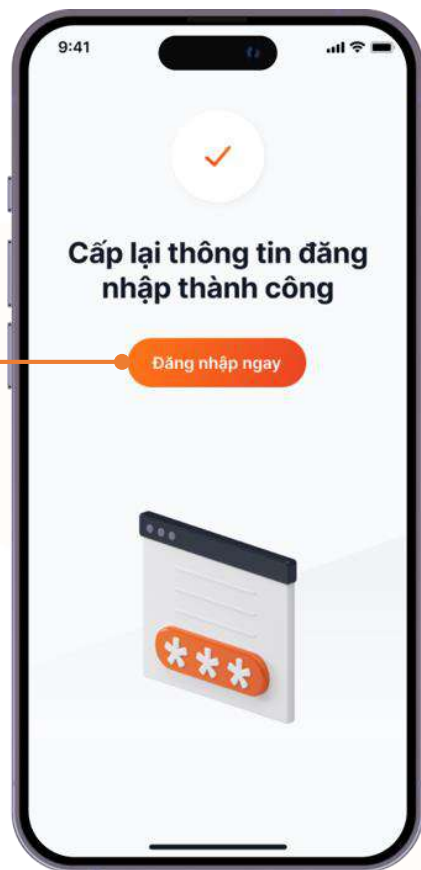 9:41
Cấp lại thông tin đăng
nhập thành công
Đăng nhập ngay
***